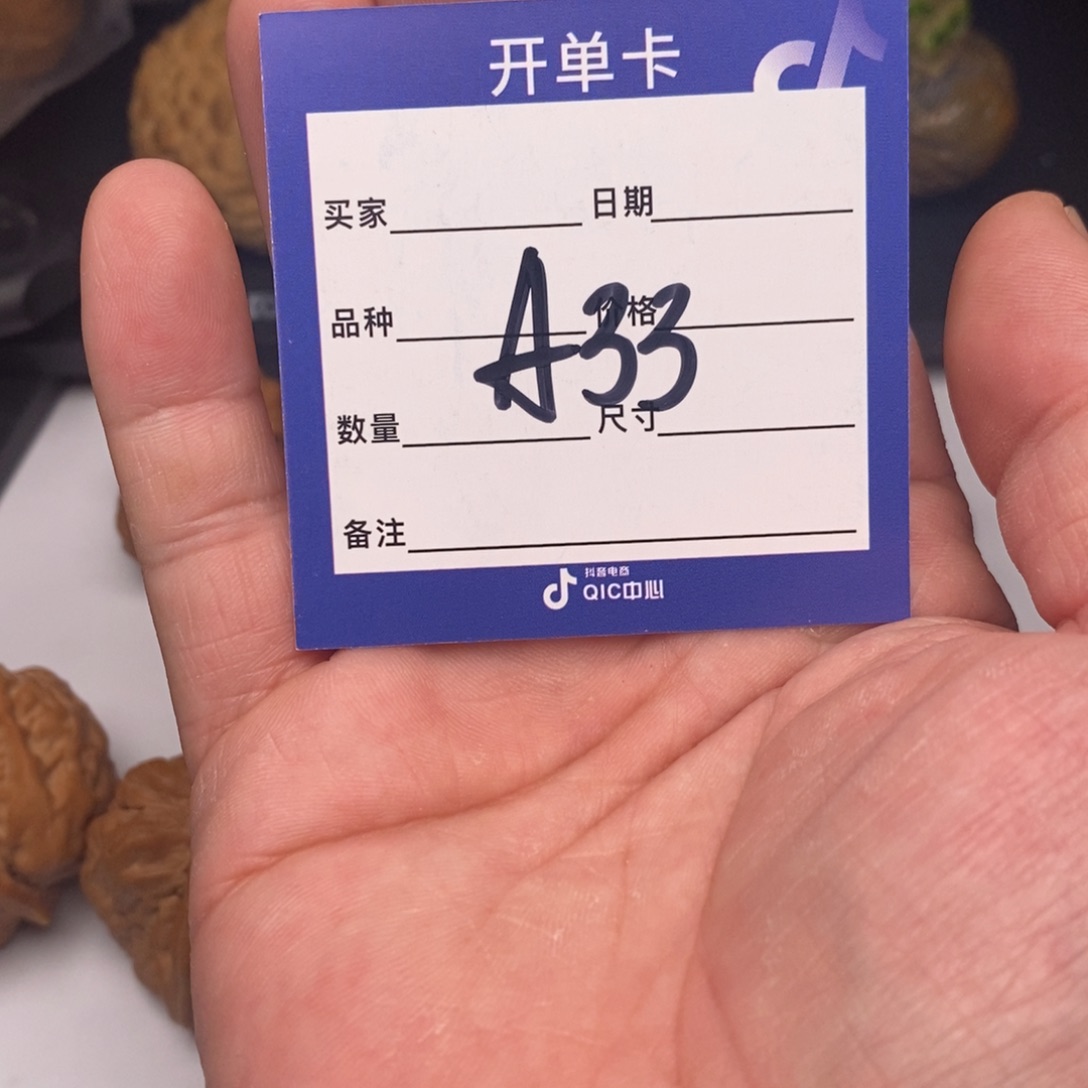 开单卡
买家 日期
品种 价格
A33
数量 尺寸
备注
抖音电商
QIC中心